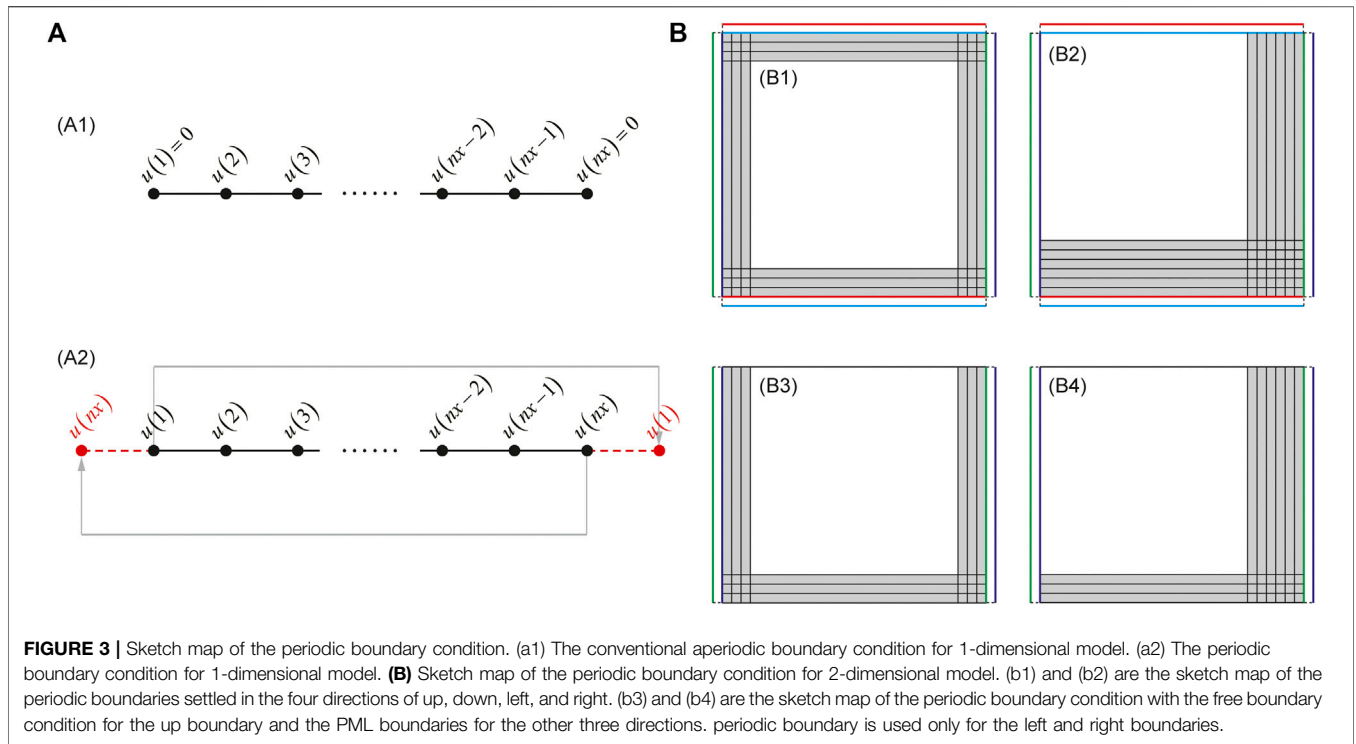 A
B
(A1)
u(1)=0
u(2)
u(3)
......
u(nx−2)
u(nx−1)
u(nx)=0
(B1)
(B2)
(A2)
u(nx)
u(1)
u(2)
u(3)
......
u(nx−2)
u(nx−1)
u(nx)
u(1)
(B3)
(B4)
FIGURE 3 | Sketch map of the periodic boundary condition. (a1) The conventional aperiodic boundary condition for 1-dimensional model. (a2) The periodic
boundary condition for 1-dimensional model. (B) Sketch map of the periodic boundary condition for 2-dimensional model. (b1) and (b2) are the sketch map of the
periodic boundaries settled in the four directions of up, down, left, and right. (b3) and (b4) are the sketch map of the periodic boundary condition with the free boundary
condition for the up boundary and the PML boundaries for the other three directions. periodic boundary is used only for the left and right boundaries.